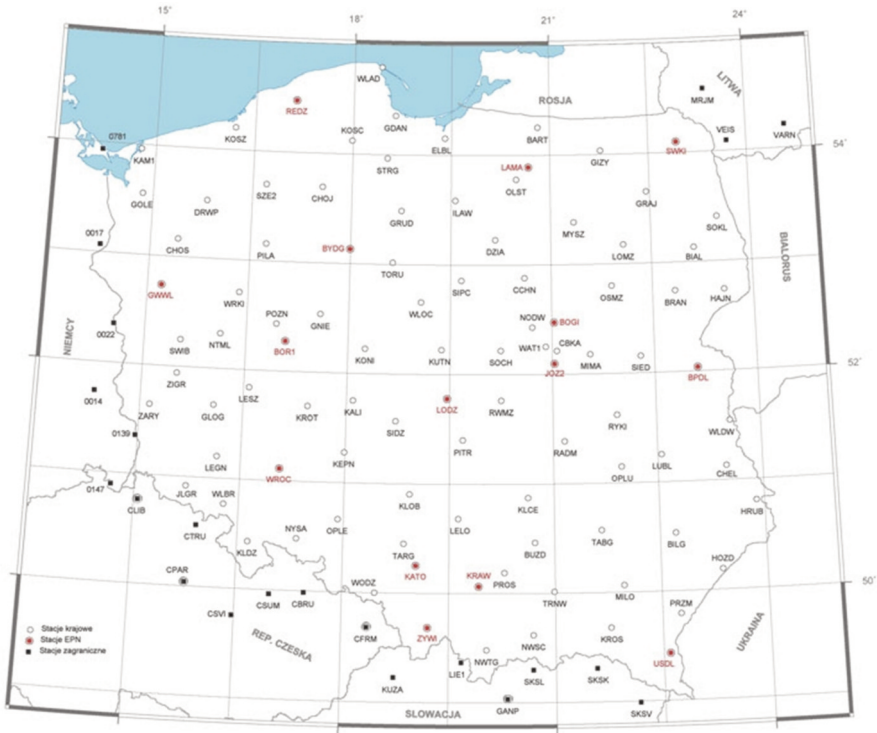 15°
18°
21°
24°
WLAD
LITWA
REDZ
ROSJA
MRJM
GDAN
VARN
VEIS
KOSZ
KOSC
BART
0781
ELBL
54°
KAM1
GIZY
SWKI
STRG
LAMA
OLST
SZE2
CHOJ
GOLE
GRAJ
DRWP
ILAW
GRUD
SOKL
0017
MYSZ
CHOS
PILA
BYDG
DZIA
LOMZ
BIAL
BIAŁORUŚ
TORU
GWWL
SIPC
CCHN
WRKI
OSMZ
BRAN
HAJN
POZN
WLOC
NODW
BOGI
GNIE
0022
NIEMCY
SWIB
NTML
BOR1
KONI
KUTN
SOCH
WAT1
CBKA
MIMA
SIED
JOZ2
BPDL
52°
ZIGR
0014
LESZ
ZARY
GLOG
KROT
KALI
LODZ
RWMZ
0139
SIDZ
RYKI
WLDW
PITR
RADM
LEGN
KEPN
WROC
LUBL
CHEL
OPLU
0147
JLGR
WLBR
CLIB
KLOB
KLCE
HRUB
CTRU
NYSA
OPLE
LELO
KLDZ
TARG
BUZD
TABG
BILG
HOZD
CPAR
KATO
KRAW
PROS
50°
WODZ
CSUM
CBRU
TRNW
MILO
PRZM
CSVI
Stacje krajowe
Stacje EPN
Stacje zagraniczne
REP. CZESKA
CFRM
ZYWI
NWSC
KROS
UKRAINA
NWTG
USDL
LIE1
KUZA
SKSL
SKSK
GANP
SŁOWACJA
SKSV